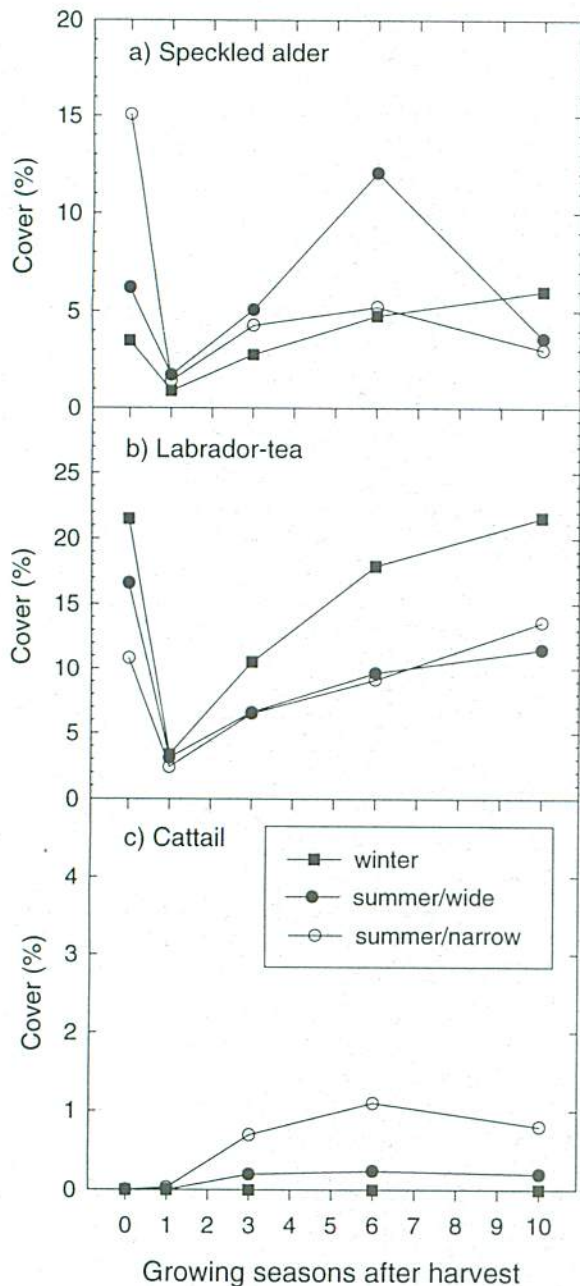 20
a) Speckled alder
15
10
5
0
Cover (%)
b) Labrador-tea
25
20
15
10
5
0
Cover (%)
c) Cattail
4
3
2
1
0
Cover (%)
winter
summer/wide
summer/narrow
0 1 2 3 4 5 6 7 8 9 10
Growing seasons after harvest